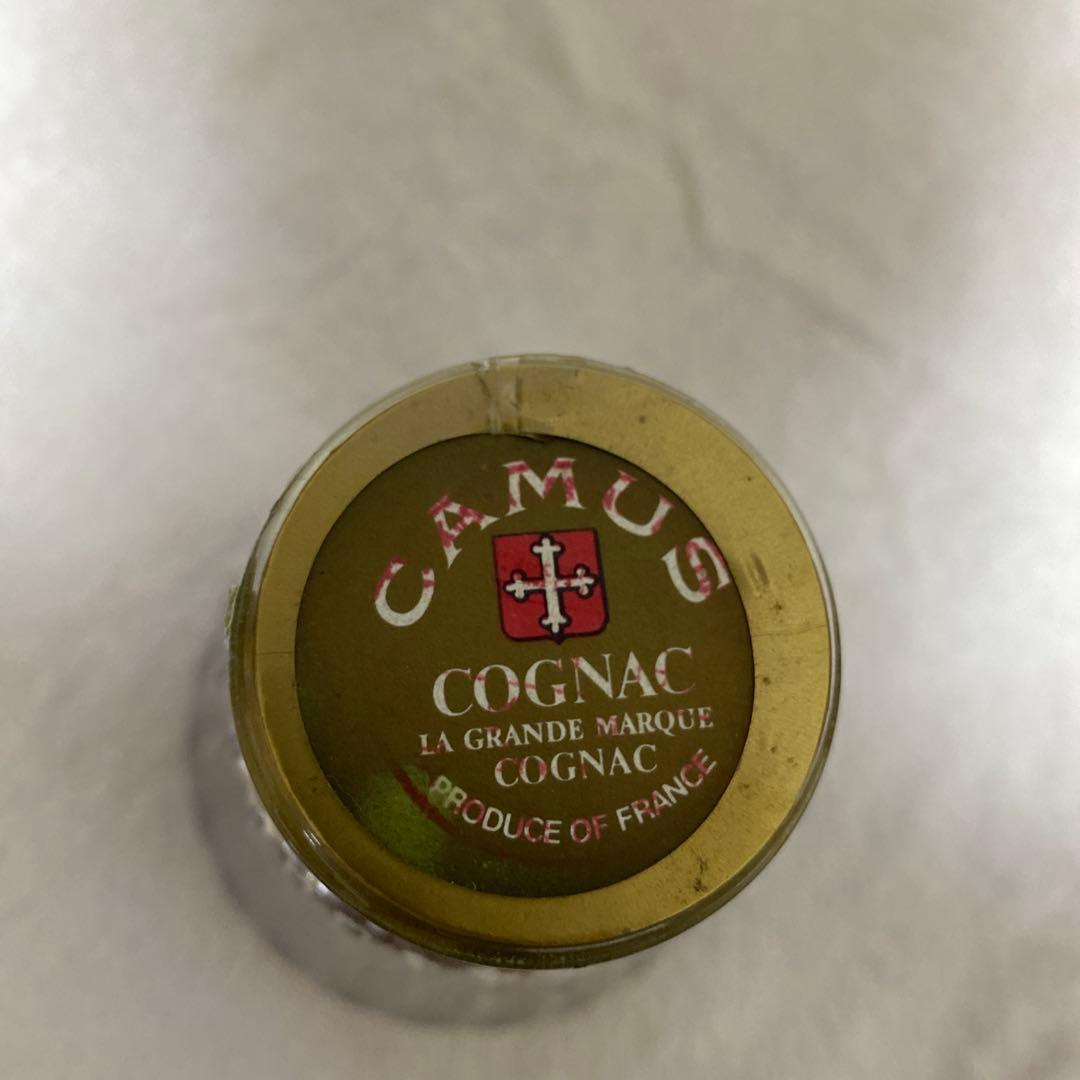 CAMUS
COGNAC
LA GRANDE MARQUE
COGNAC
PRODUCE OF FRANCE